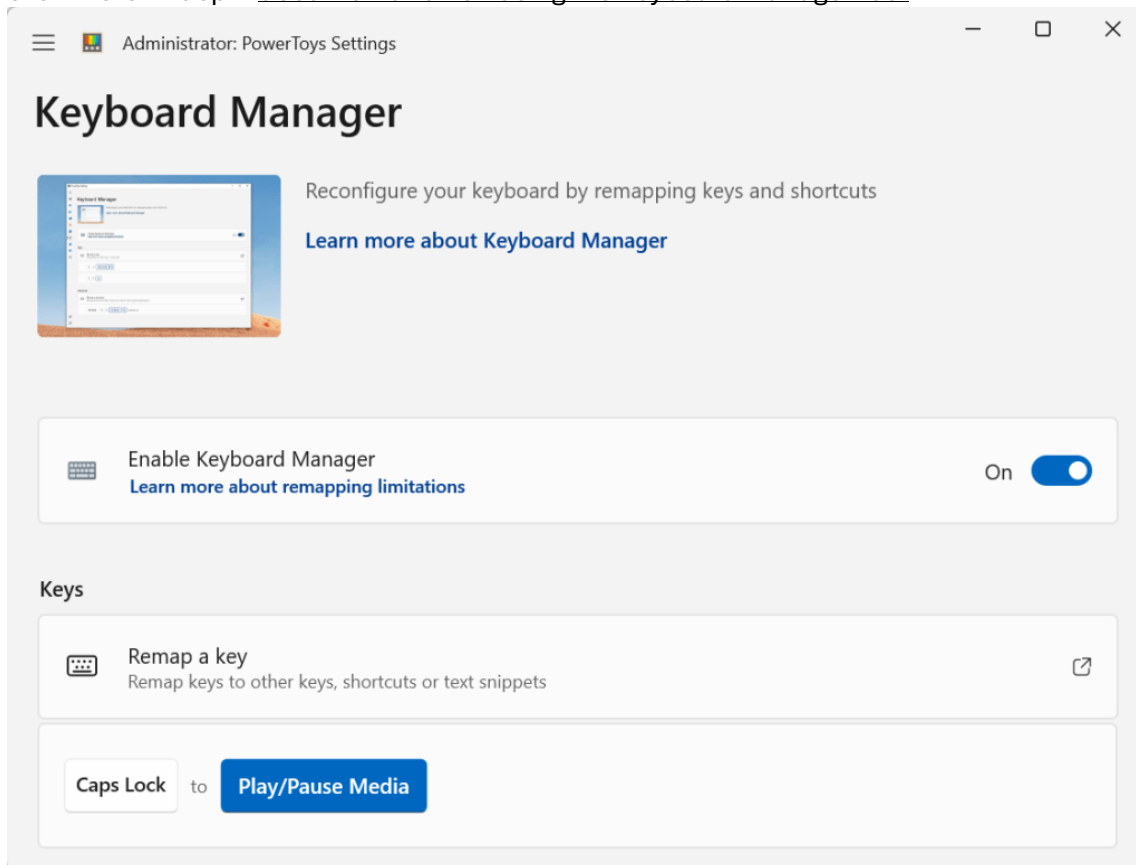 Administrator: PowerToys Settings
Keyboard Manager
Reconfigure your keyboard by remapping keys and shortcuts
Learn more about Keyboard Manager
Enable Keyboard Manager
Learn more about remapping limitations
On
Keys
Remap a key
Remap keys to other keys, shortcuts or text snippets
Caps Lock to Play/Pause Media